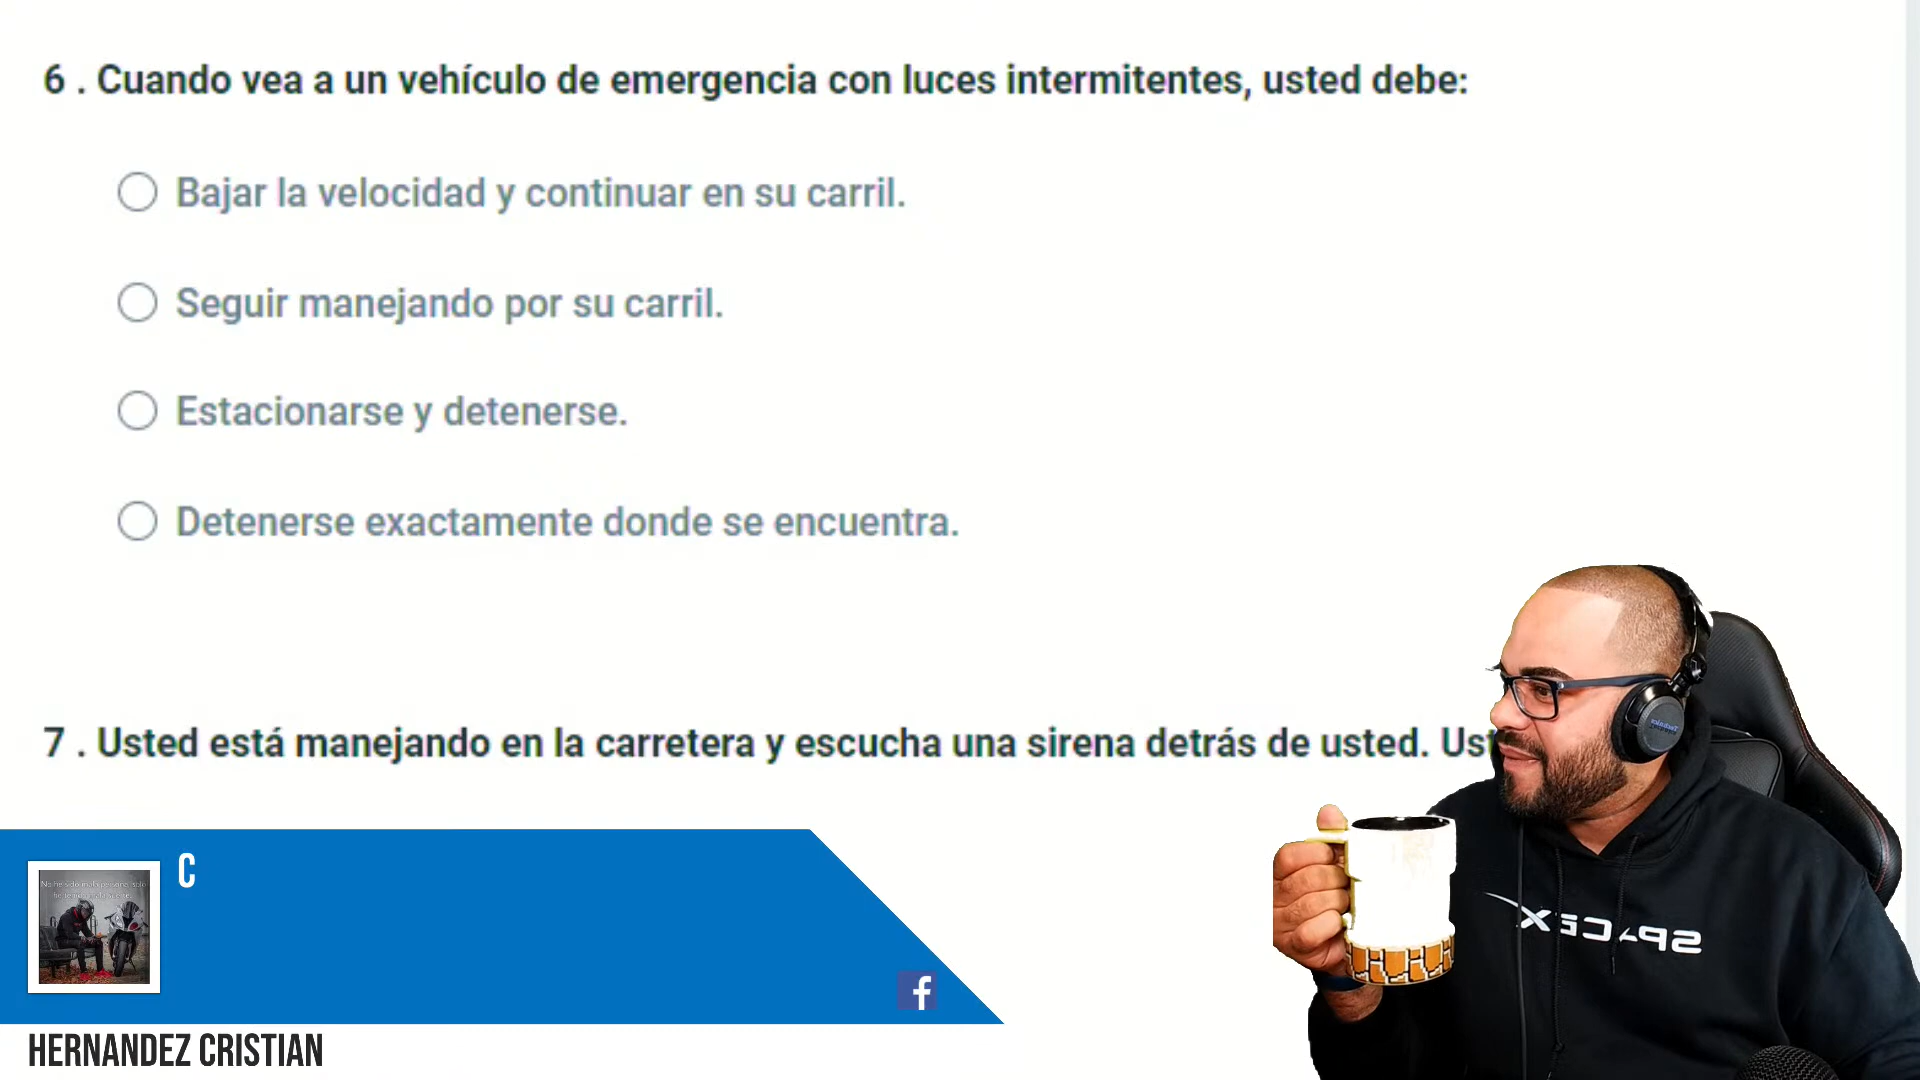 6 . Cuando vea a un vehículo de emergencia con luces intermitentes, usted debe:
Bajar la velocidad y continuar en su carril.
Seguir manejando por su carril.
Estacionarse y detenerse.
Detenerse exactamente donde se encuentra.
7 . Usted está manejando en la carretera y escucha una sirena detrás de usted. Ust
C
f
HERNANDEZ CRISTIAN
SPACEX